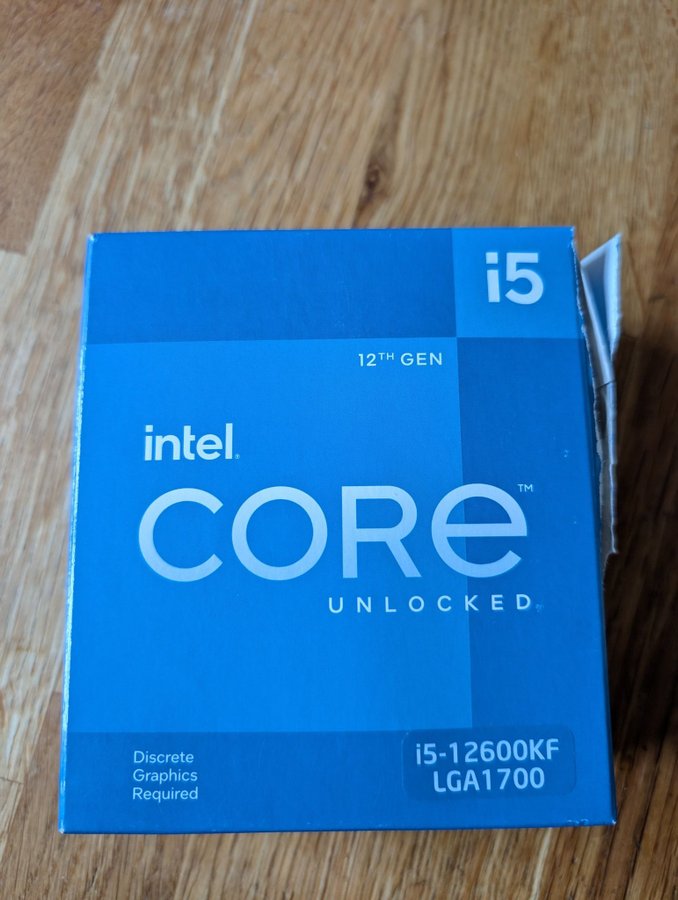 i5
12TH GEN
intel.
CORe™
UNLOCKED
Discrete
Graphics
Required
i5-12600KF
LGA1700